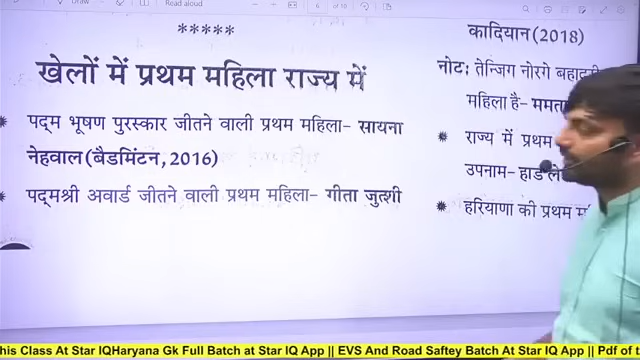 Draw
Read aloud
*****
खेलों में प्रथम महिला राज्य में
* पद्म भूषण पुरस्कार जीतने वाली प्रथम महिला- सायना
नेहवाल(बैडमिंटन,2016)
* पद्मश्री अवार्ड जीतने वाली प्रथम महिला- गीता जुत्शी
कादियान(2018)
नोट: तेन्जिग नोरगे
महिला है-
* राज्य में प्रथम
उपनाम-
* हरियाणा की प्रथम
his Class At Star IQHaryana Gk Full Batch at Star IQ App || EVS And Road Saftey Batch At Star IQ App || Pdf of t